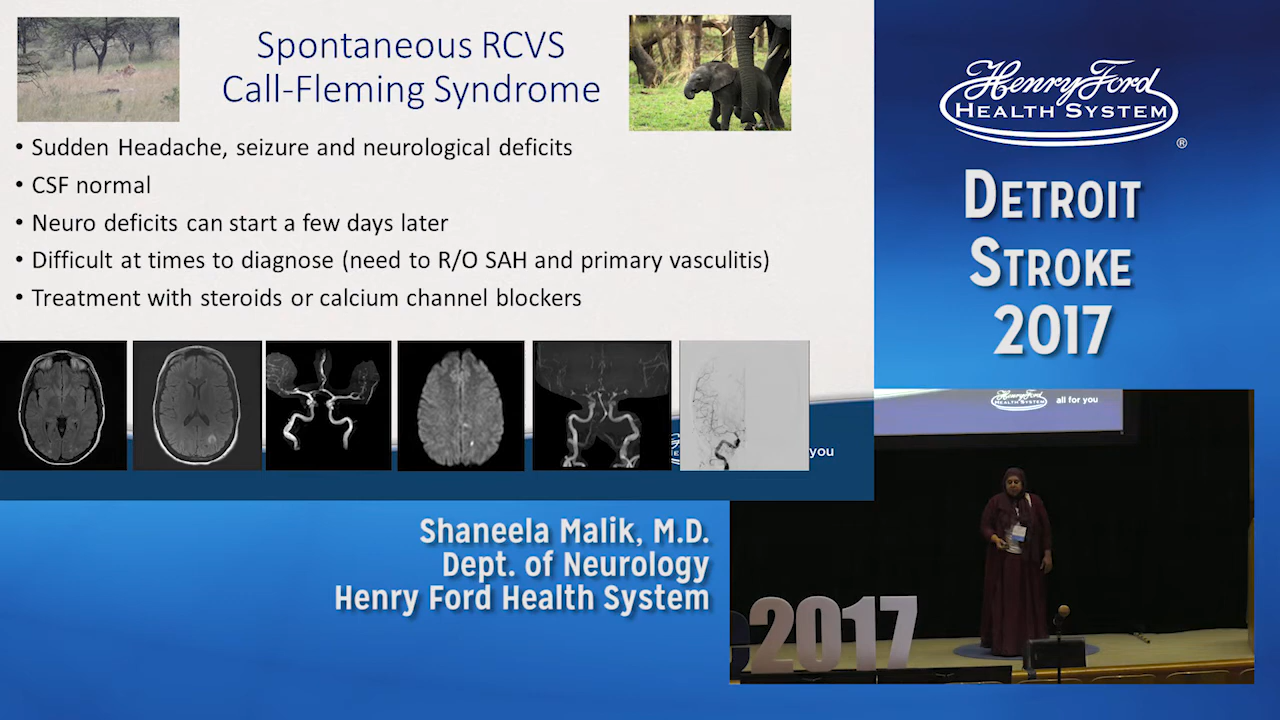 Spontaneous RCVS
Call-Fleming Syndrome
• Sudden Headache, seizure and neurological deficits
• CSF normal
• Neuro deficits can start a few days later
• Difficult at times to diagnose (need to R/O SAH and primary vasculitis)
• Treatment with steroids or calcium channel blockers
you
Henry Ford
HEALTH SYSTEM®
DETROIT
STROKE
2017
Henry Ford
HEALTH SYSTEM
all for you
2017
Shaneela Malik, M.D.
Dept. of Neurology
Henry Ford Health System